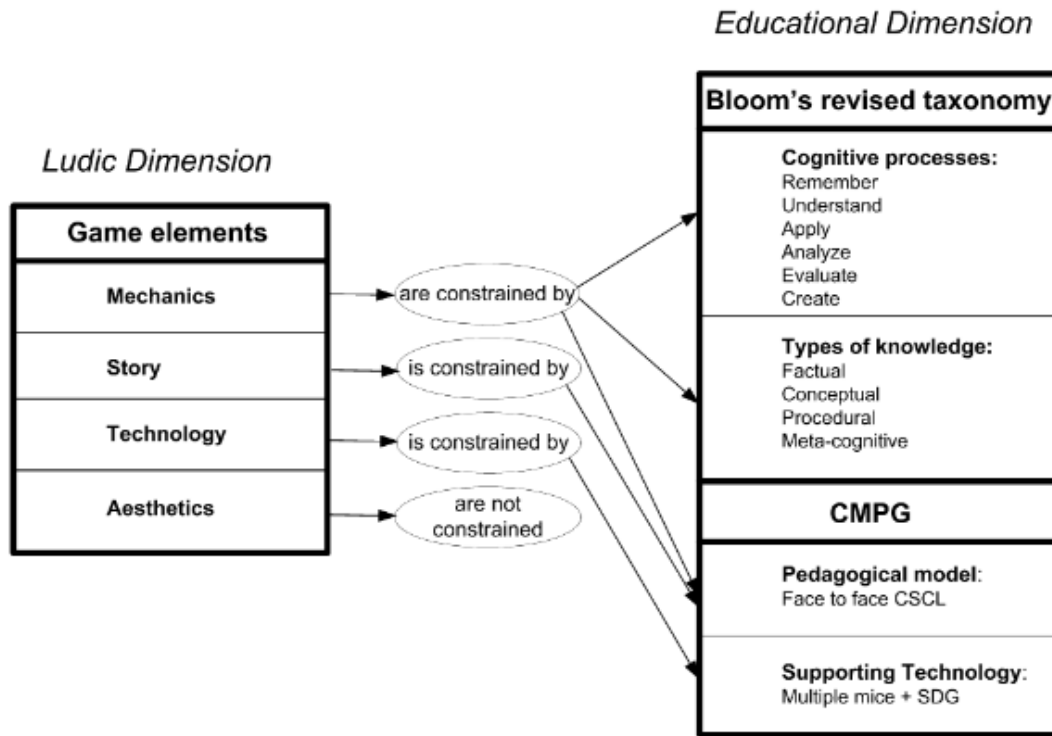 Educational Dimension
Bloom's revised taxonomy
Cognitive processes:
Remember
Understand
Apply
Analyze
Evaluate
Create
Types of knowledge:
Factual
Conceptual
Procedural
Meta-cognitive
CMPG
Pedagogical model:
Face to face CSCL
Supporting Technology:
Multiple mice + SDG
Ludic Dimension
Game elements
Mechanics
are constrained by
Story
is constrained by
Technology
is constrained by
Aesthetics
are not
constrained